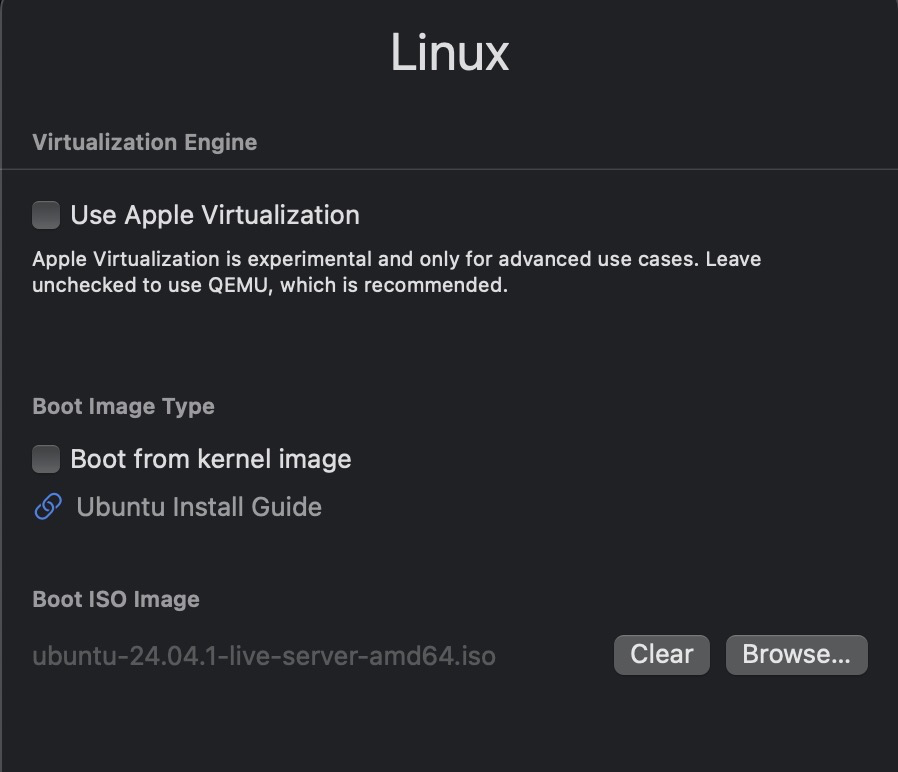 Linux
Virtualization Engine
Use Apple Virtualization
Apple Virtualization is experimental and only for advanced use cases. Leave
unchecked to use QEMU, which is recommended.
Boot Image Type
Boot from kernel image
Ubuntu Install Guide
Boot ISO Image
ubuntu-24.04.1-live-server-amd64.iso Clear Browse...